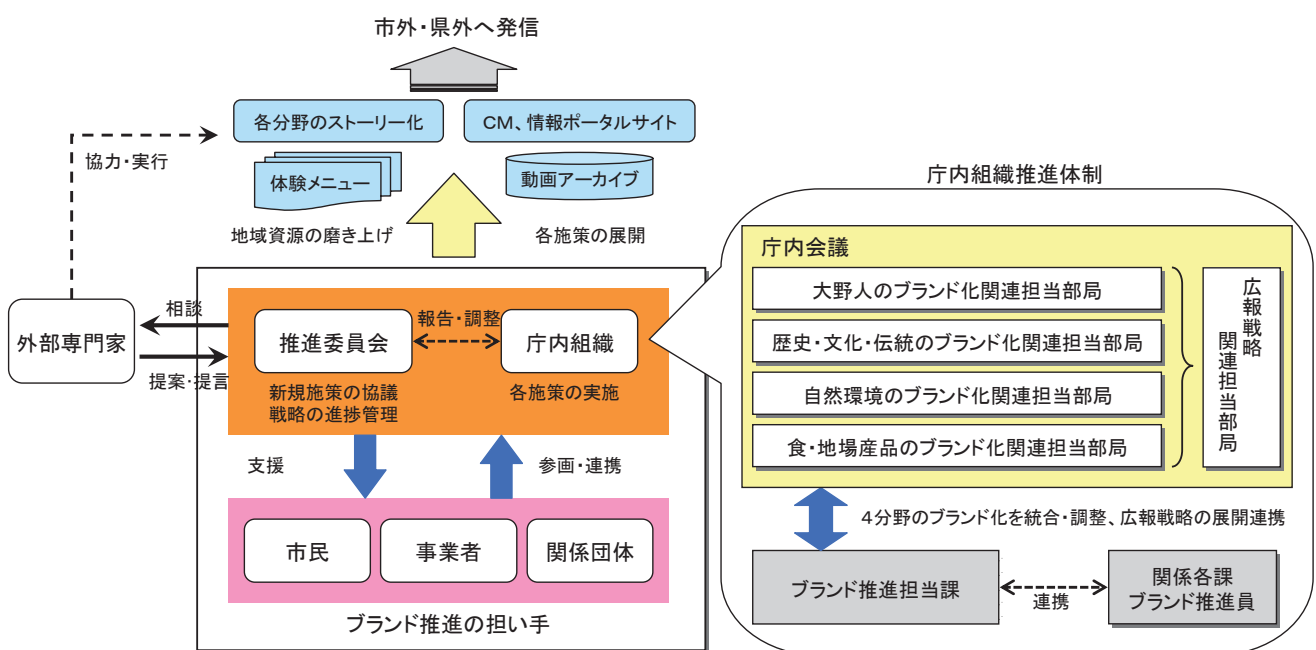 市外・県外へ発信
各分野のストーリー化
CM、情報ポータルサイト
協力・実行
体験メニュー
動画アーカイブ
地域資源の磨き上げ
各施策の展開
外部専門家
相談
提案・提言
推進委員会
報告・調整
庁内組織
新規施策の協議
戦略の進捗管理
各施策の実施
支援
参画・連携
市民
事業者
関係団体
ブランド推進の担い手
庁内組織推進体制
庁内会議
大野人のブランド化関連担当部局
歴史・文化・伝統のブランド化関連担当部局
自然環境のブランド化関連担当部局
食・地場産品のブランド化関連担当部局
広報戦略
関連担当部局
4分野のブランド化を統合・調整、広報戦略の展開連携
ブランド推進担当課
連携
関係各課
ブランド推進員